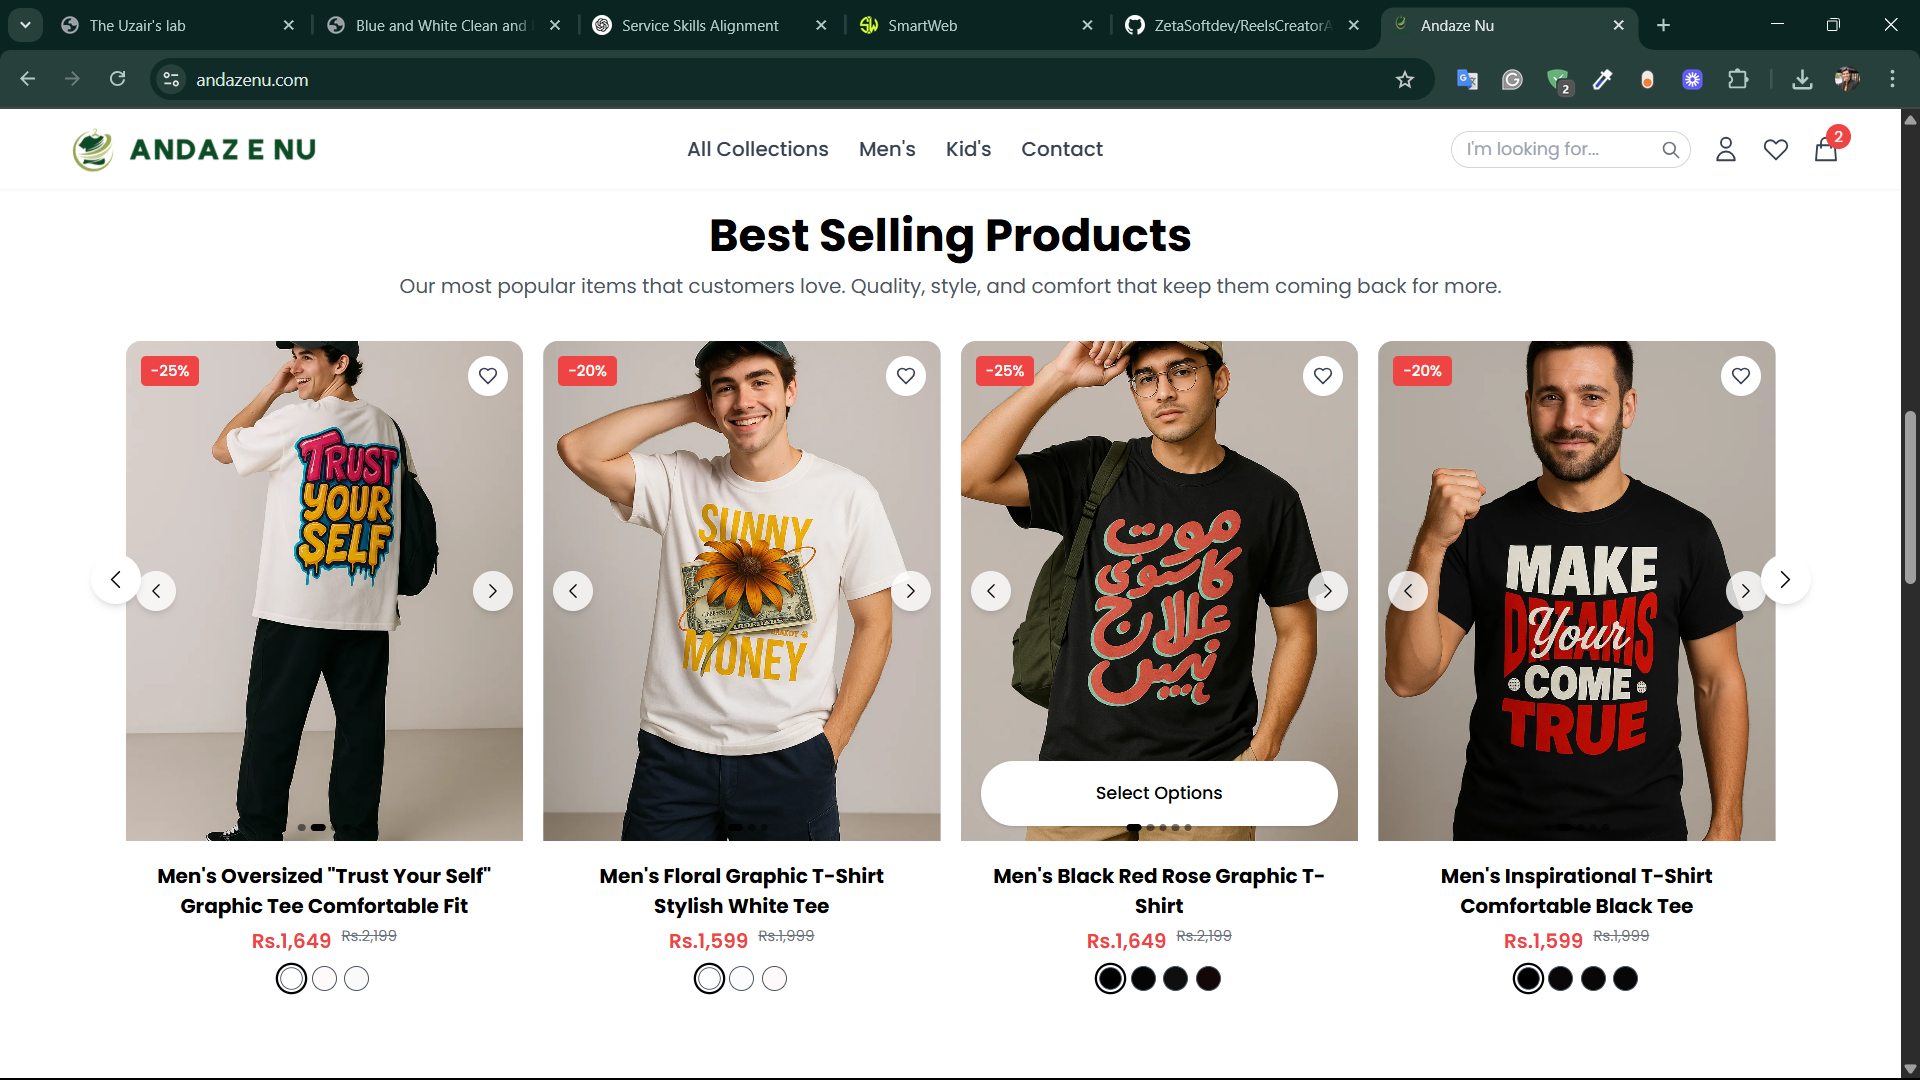 The Uzair's lab
Blue and White Clean and
Service Skills Alignment
SmartWeb
ZetaSoftdev/ReelsCreatorA
Andaze Nu
andazenu.com
2
ANDAZ E NU
All Collections
Men's
Kid's
Contact
I'm looking for...
2
Best Selling Products
Our most popular items that customers love. Quality, style, and comfort that keep them coming back for more.
-25%
TRUST
YOUR
SELF
-20%
SUNNY
MONEY
-25%
موت
کا کوئی
علاج
نہیں
Select Options
-20%
MAKE
Your
DREAMS
COME
TRUE
Men's Oversized "Trust Your Self"
Graphic Tee Comfortable Fit
Rs.1,649 Rs.2,199
Men's Floral Graphic T-Shirt
Stylish White Tee
Rs.1,599 Rs.1,999
Men's Black Red Rose Graphic T-
Shirt
Rs.1,649 Rs.2,199
Men's Inspirational T-Shirt
Comfortable Black Tee
Rs.1,599 Rs.1,999